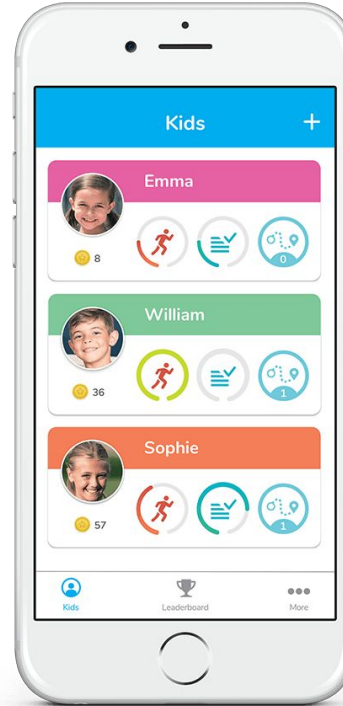 Kids
Emma
8
0
William
36
1
Sophie
57
1
Kids
Leaderboard
More